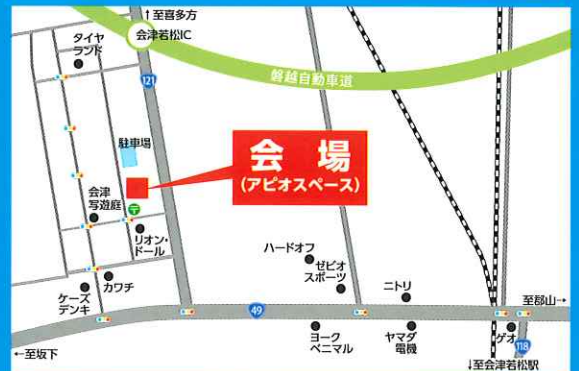 ↑至喜多方
会津若松IC
タイヤ
ランド
磐越自動車道
121
駐車場
会場
(アピオスペース)
会津
写遊庭
〒
リオン・
ドール
ハードオフ
ゼビオ
スポーツ
ニトリ
カワチ
ケーズ
デンキ
至郡山→
49
ヨーク
ベニマル
ヤマダ
電機
ゲオ
118
←至坂下
↓至会津若松駅